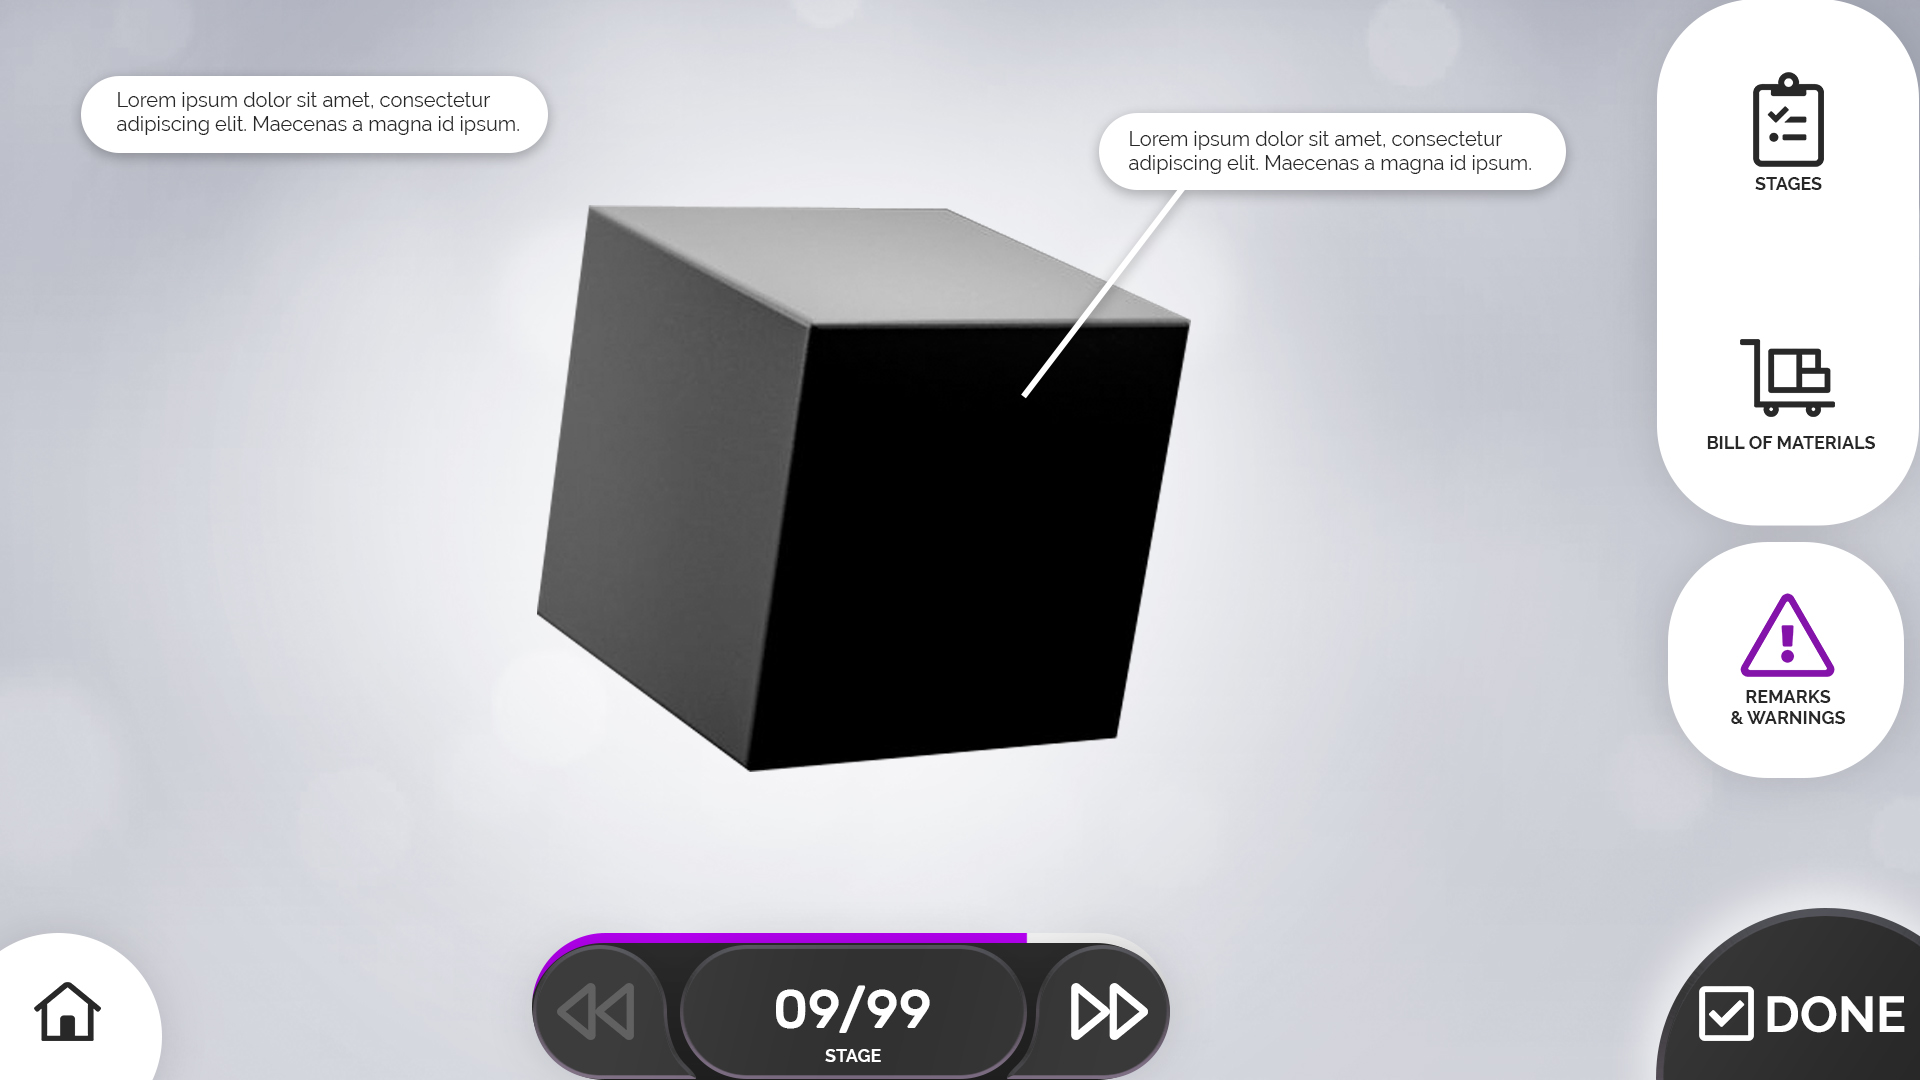 Lorem ipsum dolor sit amet, consectetur
adipiscing elit. Maecenas a magna id ipsum.
Lorem ipsum dolor sit amet, consectetur
adipiscing elit. Maecenas a magna id ipsum.
STAGES
BILL OF MATERIALS
REMARKS
& WARNINGS
09/99
STAGE
DONE